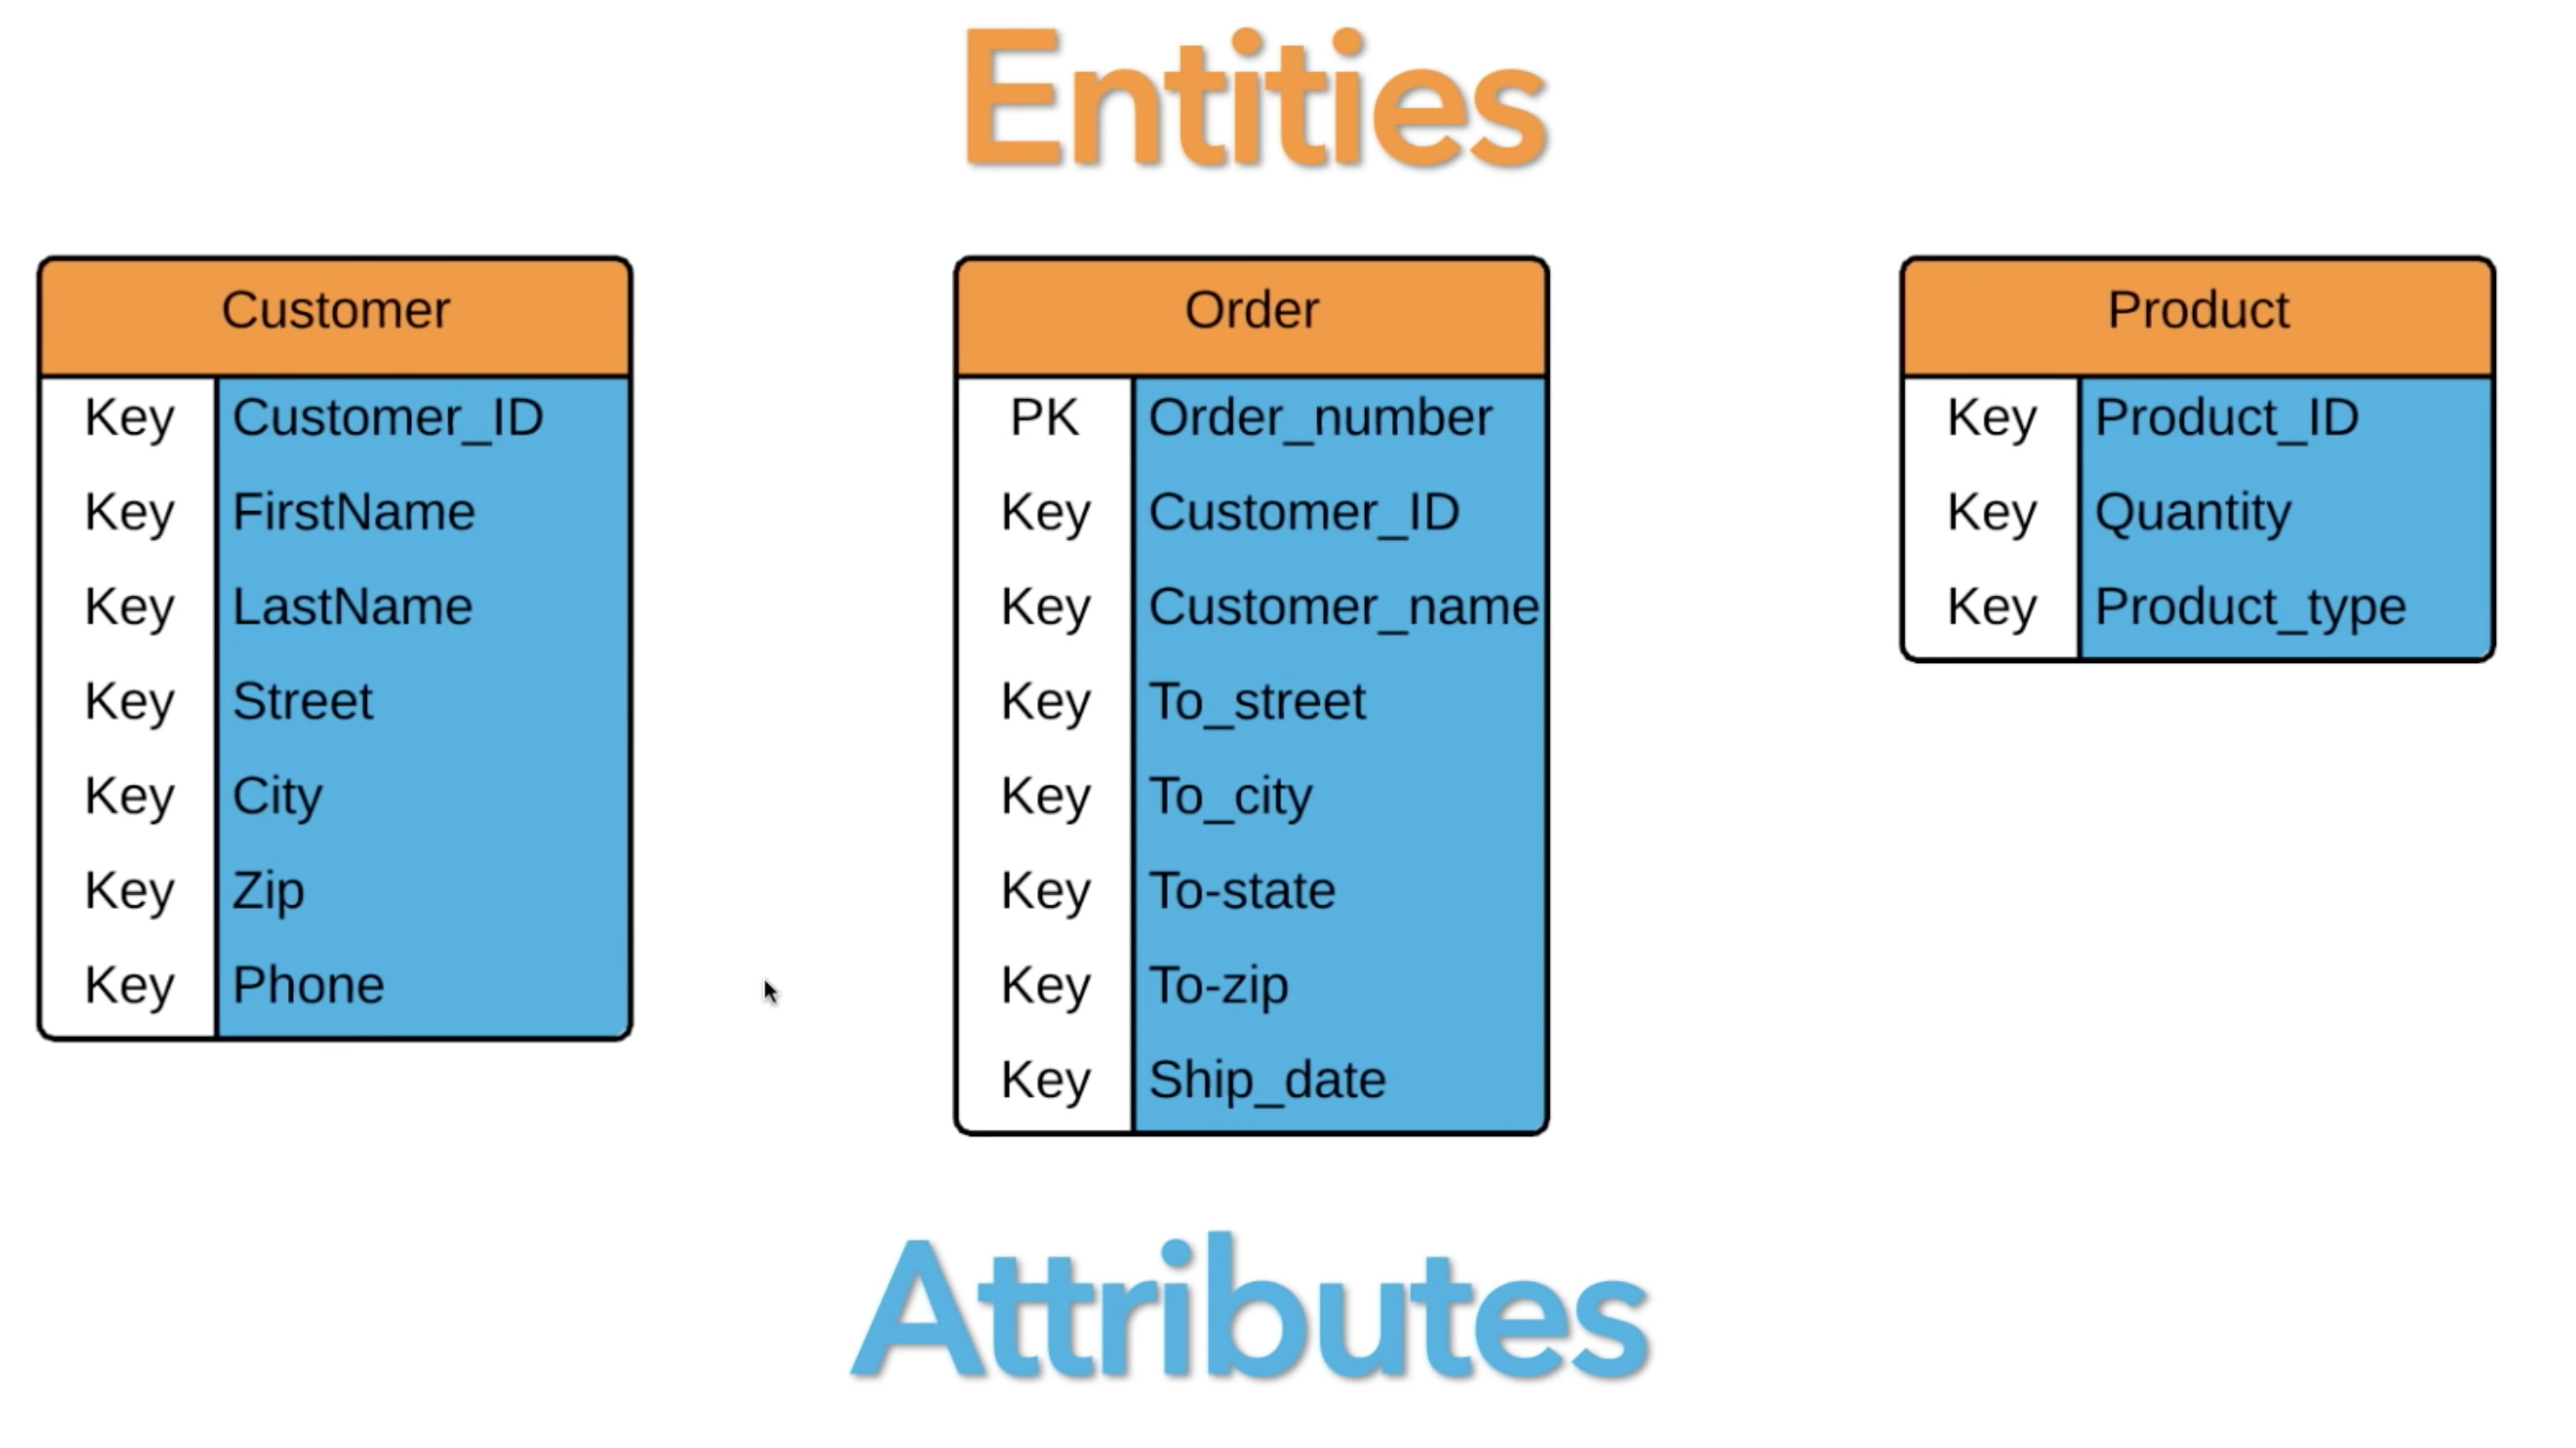 Entities
Customer
Key Customer_ID
Key FirstName
Key LastName
Key Street
Key City
Key Zip
Key Phone
Order
PK Order_number
Key Customer_ID
Key Customer_name
Key To_street
Key To_city
Key To-state
Key To-zip
Key Ship_date
Product
Key Product_ID
Key Quantity
Key Product_type
Attributes